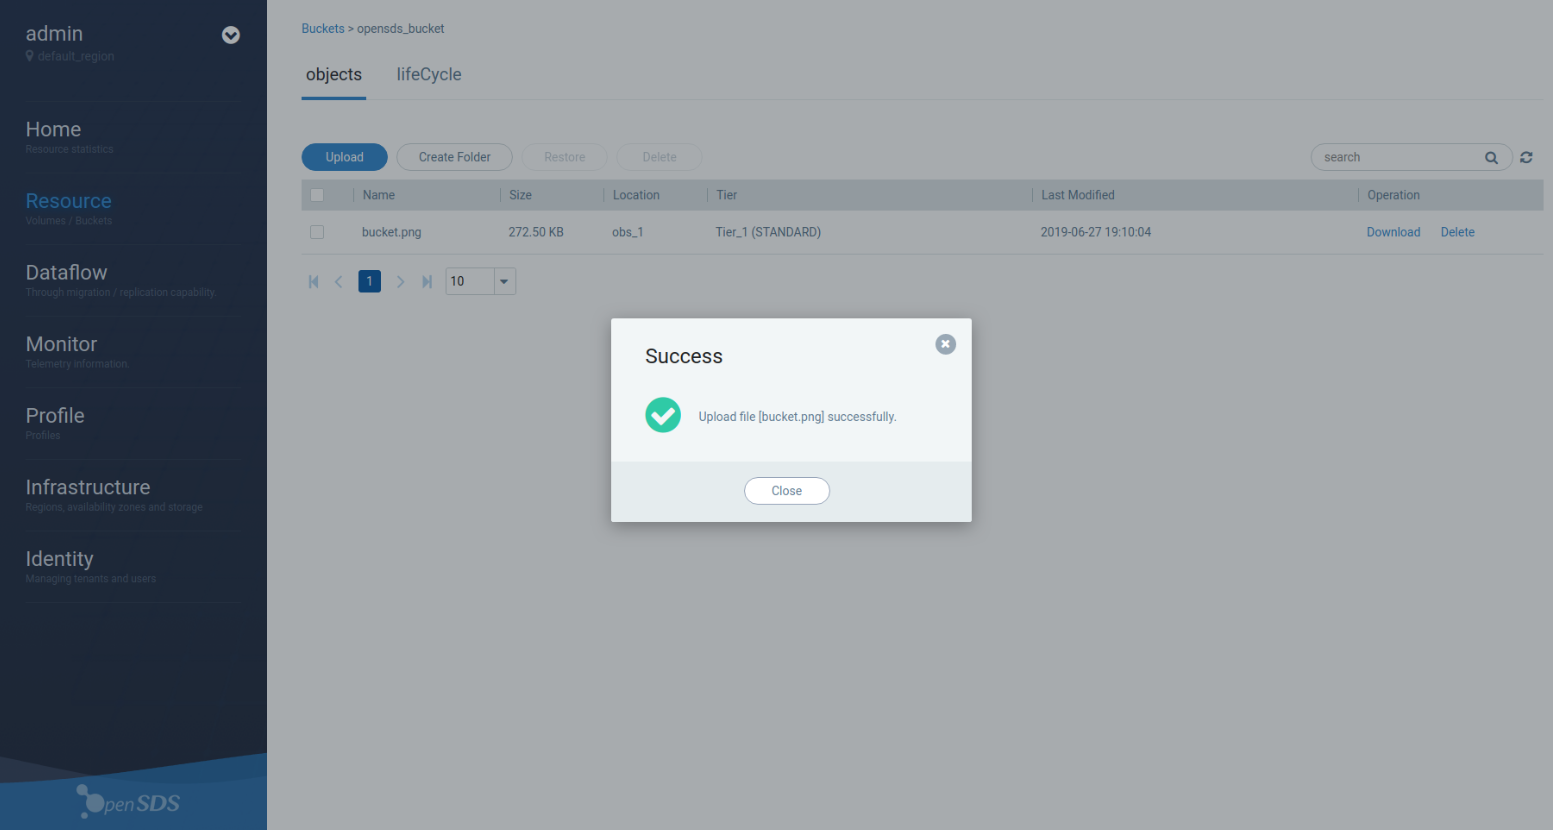 admin
default_region
Home
Resource statistics
Resource
Volumes / Buckets
Dataflow
Through migration / replication capability.
Monitor
Telemetry information.
Profile
Profiles
Infrastructure
Regions, availability zones and storage
Identity
Managing tenants and users
OpenSDS
Buckets > opensds_bucket
objects lifeCycle
Upload Create Folder Restore Delete search
Name Size Location Tier Last Modified Operation
bucket.png 272.50 KB obs_1 Tier_1 (STANDARD) 2019-06-27 19:10:04 Download Delete
1 10
Success
Upload file [bucket.png] successfully.
Close